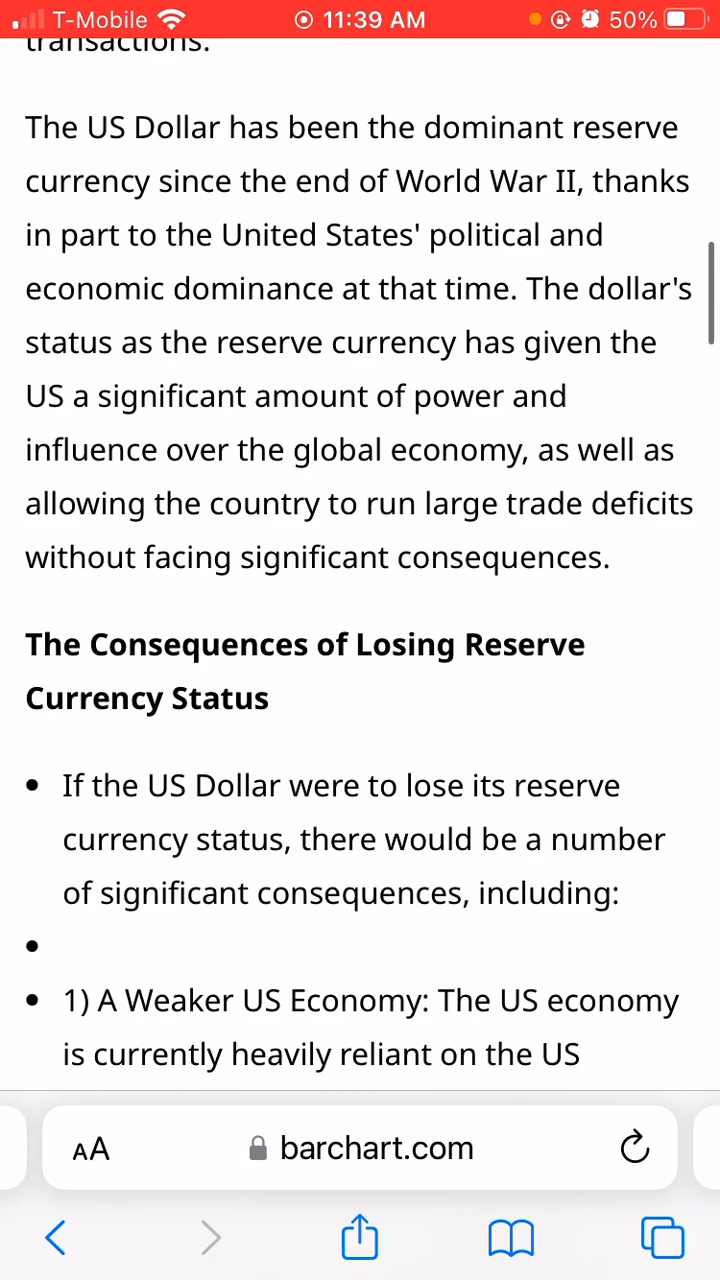 T-Mobile 11:39 AM 50%
transactions.
The US Dollar has been the dominant reserve
currency since the end of World War II, thanks
in part to the United States' political and
economic dominance at that time. The dollar's
status as the reserve currency has given the
US a significant amount of power and
influence over the global economy, as well as
allowing the country to run large trade deficits
without facing significant consequences.
The Consequences of Losing Reserve
Currency Status
• If the US Dollar were to lose its reserve
currency status, there would be a number
of significant consequences, including:
•
• 1) A Weaker US Economy: The US economy
is currently heavily reliant on the US
AA barchart.com